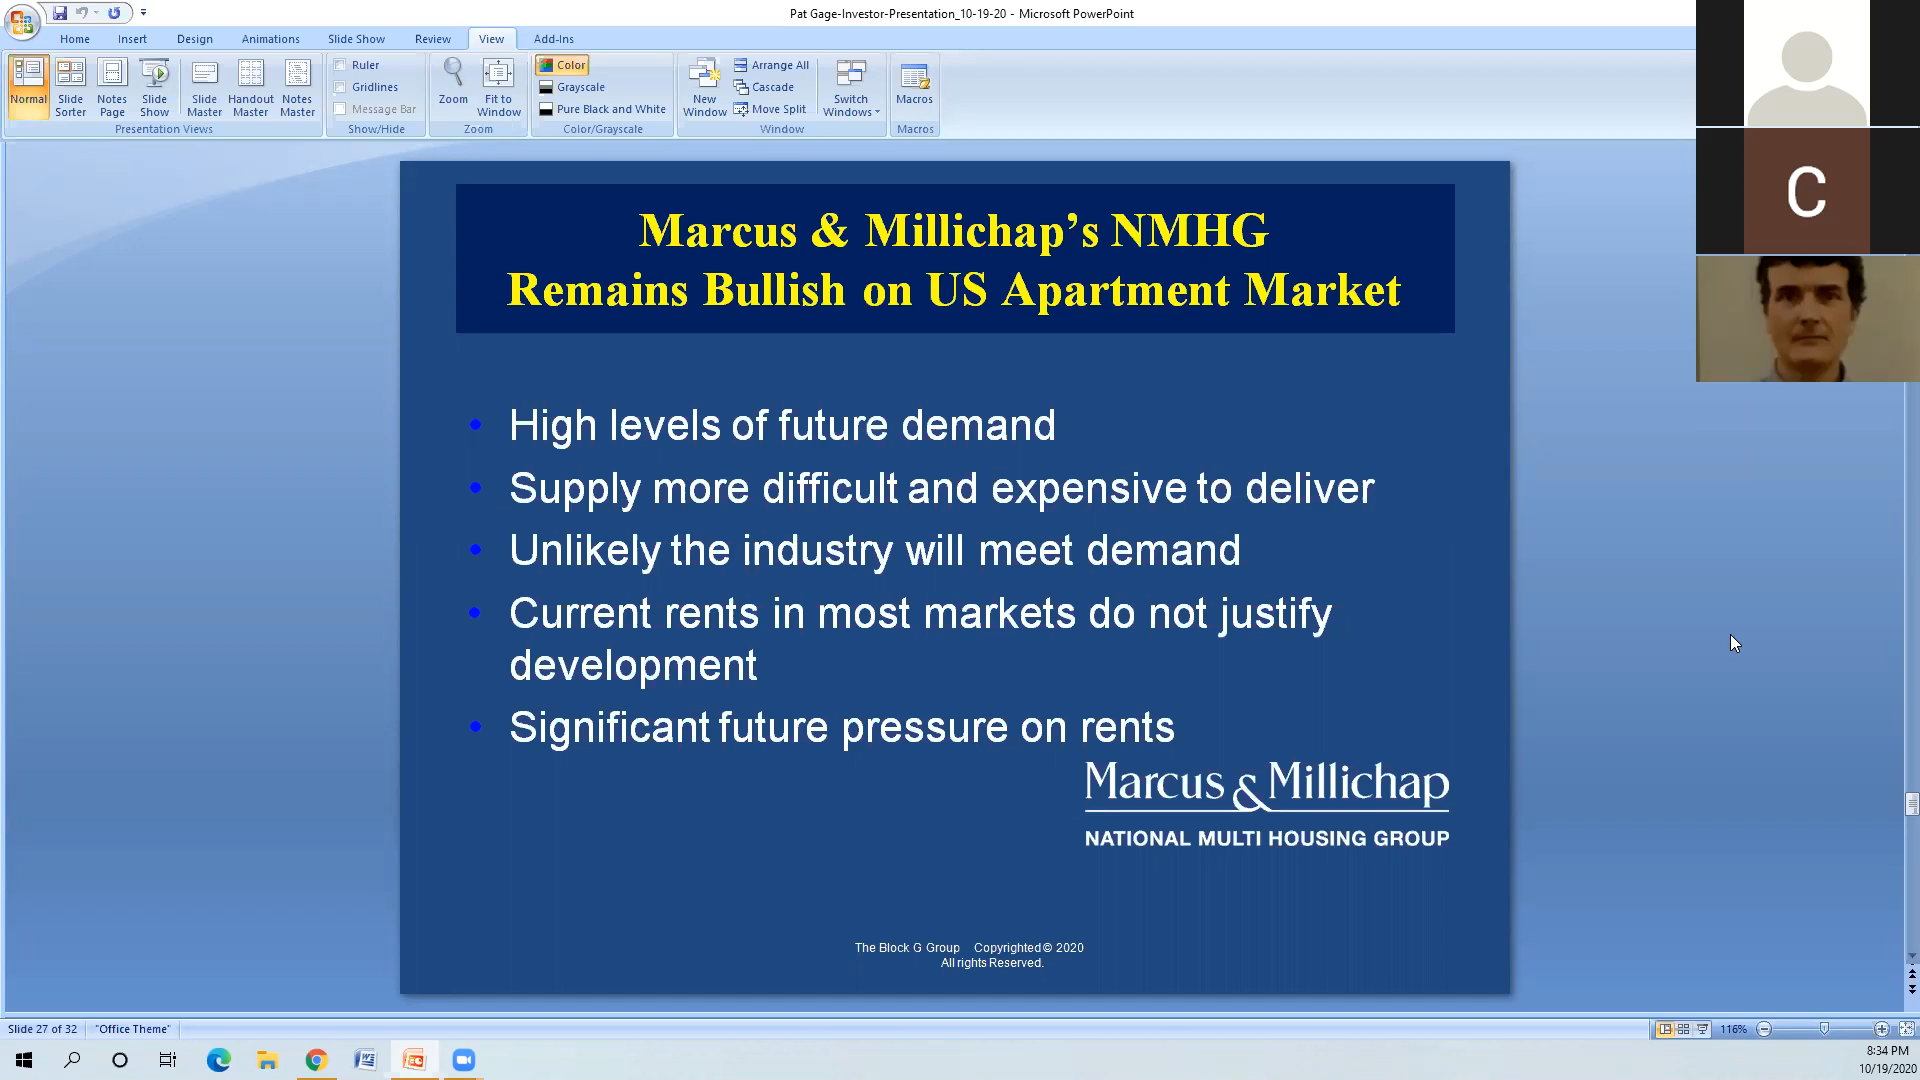 Pat Gage-Investor-Presentation_10-19-20 - Microsoft PowerPoint
Home Insert Design Animations Slide Show Review View Add-Ins
Normal
Slide Sorter
Notes Page
Slide Show
Slide Master
Handout Master
Notes Master
Presentation Views
Ruler
Gridlines
Message Bar
Show/Hide
Zoom
Fit to Window
Zoom
Color
Grayscale
Pure Black and White
Color/Grayscale
New Window
Arrange All
Cascade
Move Split
Switch Windows
Window
Macros
Macros
C
Marcus & Millichap’s NMHG
Remains Bullish on US Apartment Market
• High levels of future demand
• Supply more difficult and expensive to deliver
• Unlikely the industry will meet demand
• Current rents in most markets do not justify
development
• Significant future pressure on rents
Marcus & Millichap
NATIONAL MULTI HOUSING GROUP
The Block G Group Copyrighted © 2020
All rights Reserved.
Slide 27 of 32 "Office Theme" 116%
8:34 PM
10/19/2020